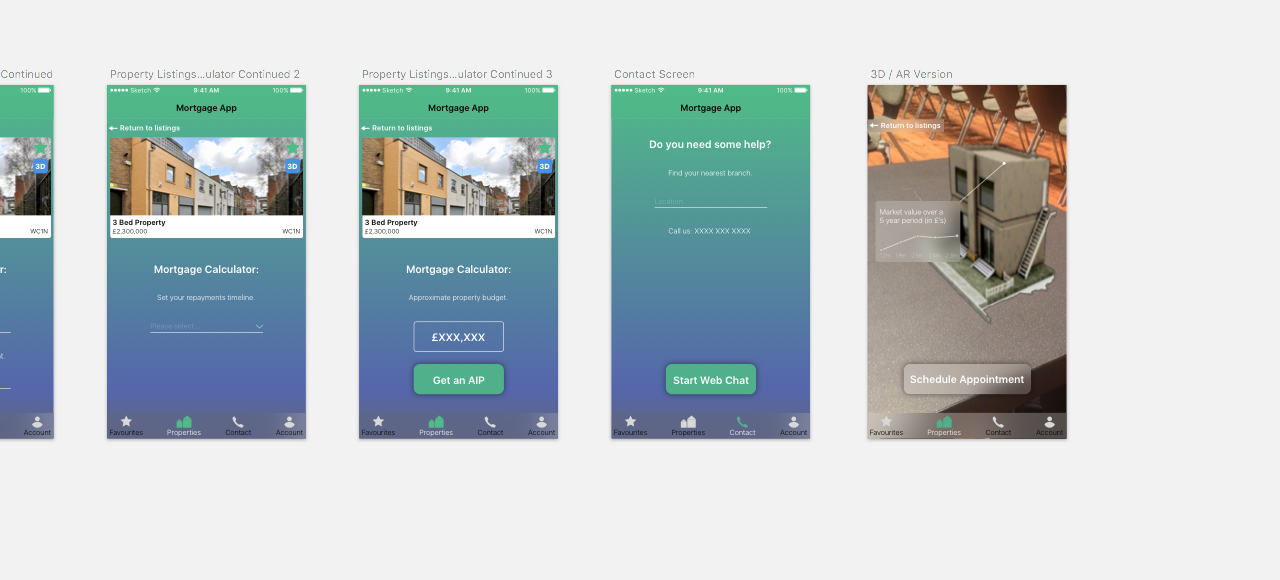 Continued
100%
r:
t.
Account
Property Listings...ulator Continued 2
Sketch 9:41 AM 100%
Mortgage App
Return to listings
3D
3 Bed Property
£2,300,000 WC1N
Mortgage Calculator:
Set your repayments timeline.
Please select...
Favourites Properties Contact Account
Property Listings...ulator Continued 3
Sketch 9:41 AM 100%
Mortgage App
Return to listings
3D
3 Bed Property
£2,300,000 WC1N
Mortgage Calculator:
Approximate property budget.
£XXX,XXX
Get an AIP
Favourites Properties Contact Account
Contact Screen
Sketch 9:41 AM 100%
Mortgage App
Do you need some help?
Find your nearest branch.
Location
Call us: XXXX XXX XXXX
Start Web Chat
Favourites Properties Contact Account
3D / AR Version
Return to listings
Market value over a
5 year period (in £'s)
Schedule Appointment
Favourites Properties Contact Account